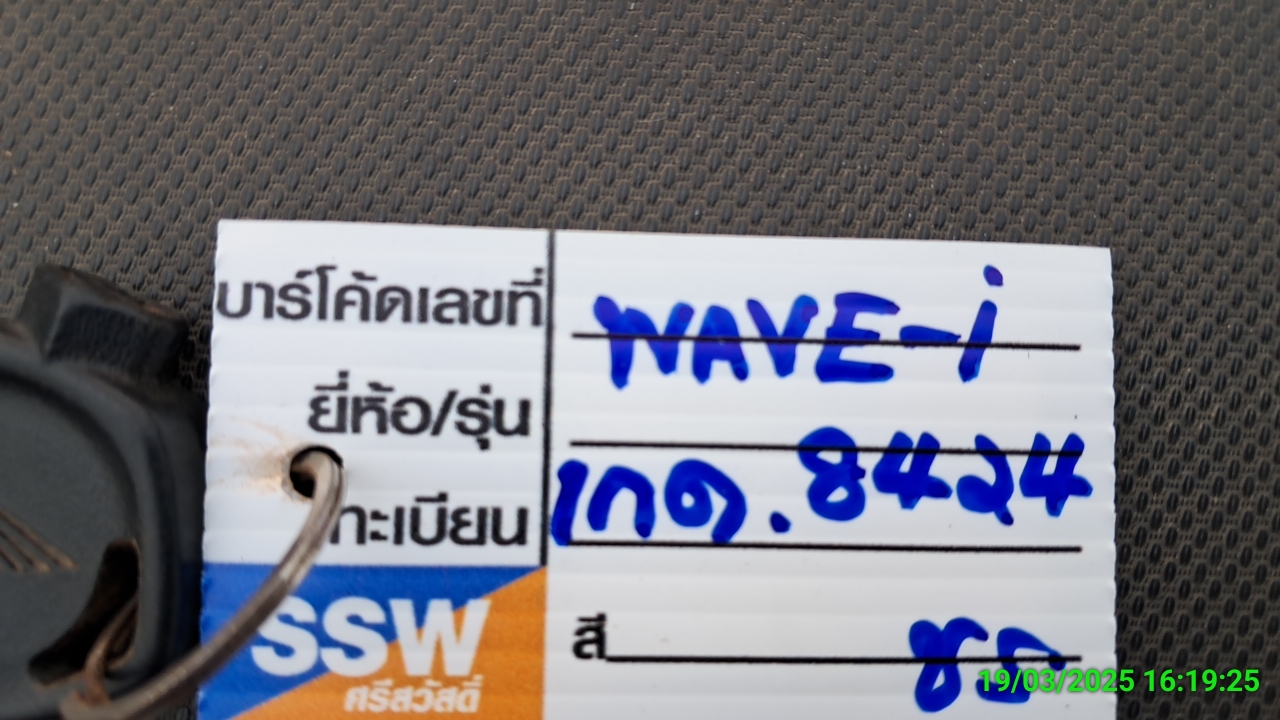 บาร์โค้ดเลขที่ WAVE-i
ยี่ห้อ/รุ่น
ทะเบียน 1กด.8424
SSW สี
ศรีสวัสดิ์
19/03/2025 16:19:25